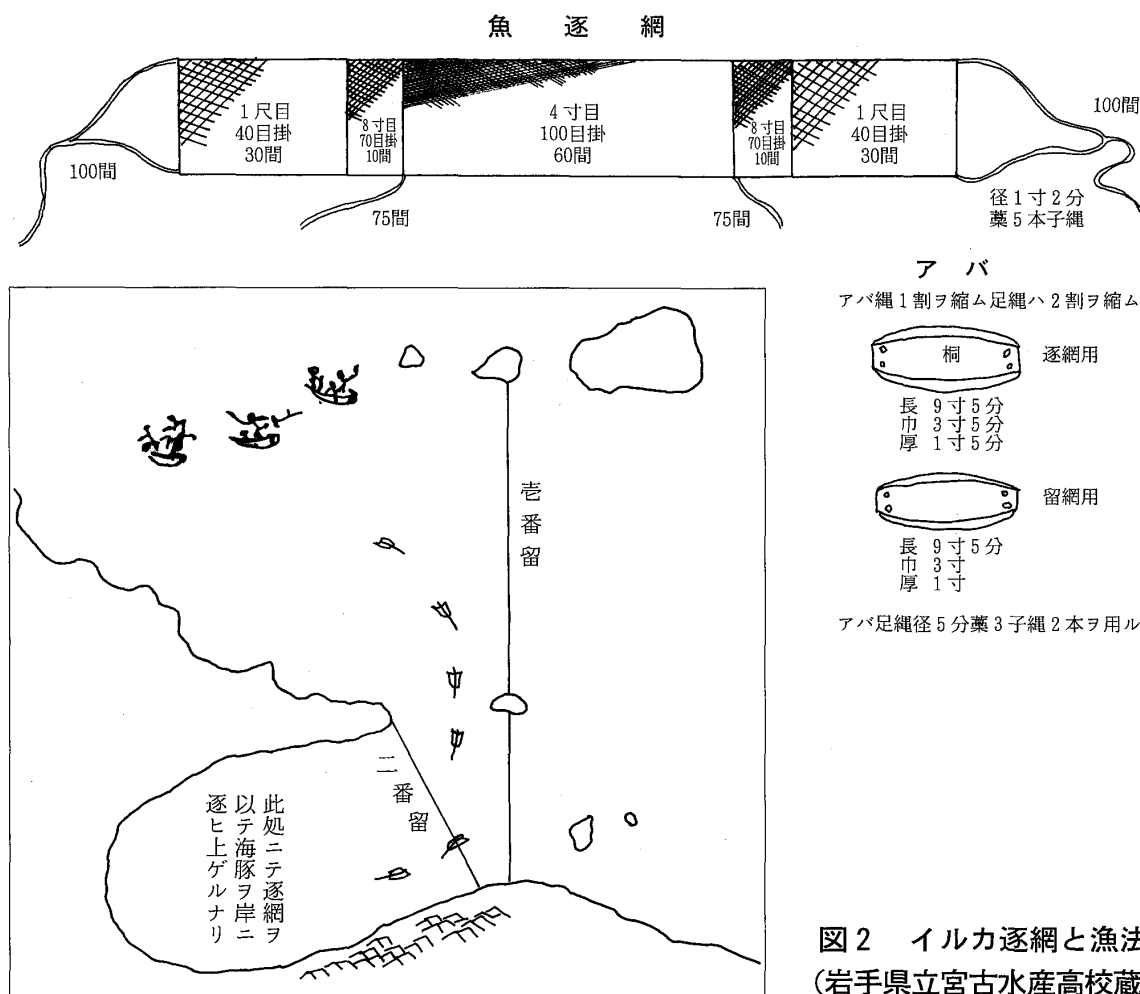 魚逐網
1尺目
40目掛
30間
8寸目
70目掛
10間
4寸目
100目掛
60間
8寸目
70目掛
10間
1尺目
40目掛
30間
100間
100間
75間
75間
径1寸2分
藁5本子縄
アバ
アバ縄1割ヲ縮ム足縄ハ2割ヲ縮ム
桐
逐網用
長 9寸5分
巾 3寸5分
厚 1寸5分
留網用
長 9寸5分
巾 3寸
厚 1寸
アバ足縄径5分藁3子縄2本ヲ用ル
壱番留
二番留
此処ニテ逐網ヲ
以テ海豚ヲ岸ニ
逐ヒ上ゲルナリ
図2 イルカ逐網と漁法
(岩手県立宮古水産高校蔵